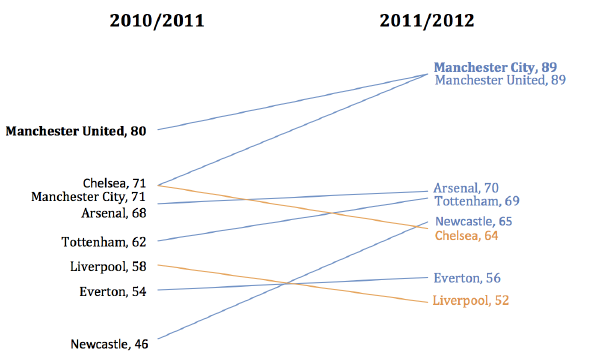 2010/2011
2011/2012
Manchester United, 80
Chelsea, 71
Manchester City, 71
Arsenal, 68
Tottenham, 62
Liverpool, 58
Everton, 54
Newcastle, 46
Manchester City, 89
Manchester United, 89
Arsenal, 70
Tottenham, 69
Newcastle, 65
Chelsea, 64
Everton, 56
Liverpool, 52